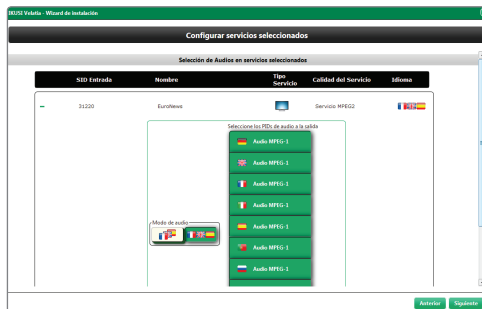 IKUSI Velatia - Wizard de instalación
Configurar servicios seleccionados
Selección de Audios en servicios seleccionados
SID Entrada Nombre Tipo Servicio Calidad del Servicio Idioma
31220 EuroNews Servicio MPEG2
Seleccione los PIDs de audio a la salida
Audio MPEG-1
Audio MPEG-1
Audio MPEG-1
Audio MPEG-1
Modo de audio
Audio MPEG-1
Audio MPEG-1
Audio MPEG-1
Anterior Siguiente